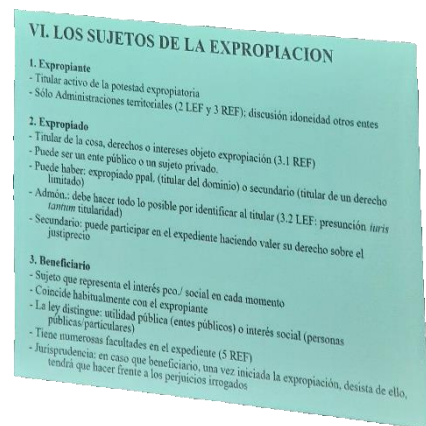 VI. LOS SUJETOS DE LA EXPROPIACION
1. Expropiante
- Titular activo de la potestad expropiatoria
- Sólo Administraciones territoriales (2 LEF y 3 REF); discusión idoneidad otros entes
2. Expropiado
- Titular de la cosa, derechos o intereses objeto expropiación (3.1 REF)
- Puede ser un ente público o un sujeto privado.
- Puede haber: expropiado ppal. (titular del dominio) o secundario (titular de un derecho
limitado)
- Admón.: debe hacer todo lo posible por identificar al titular (3.2 LEF: presunción iuris
tantum titularidad)
- Secundario: puede participar en el expediente haciendo valer su derecho sobre el
justiprecio
3. Beneficiario
- Sujeto que representa el interés pco./ social en cada momento
- Coincide habitualmente con el expropiante
- La ley distingue: utilidad pública (entes públicos) o interés social (personas
públicas/particulares)
- Tiene numerosas facultades en el expediente (5 REF)
- Jurisprudencia: en caso que beneficiario, una vez iniciada la expropiación, desista de ello,
tendrá que hacer frente a los perjuicios irrogados